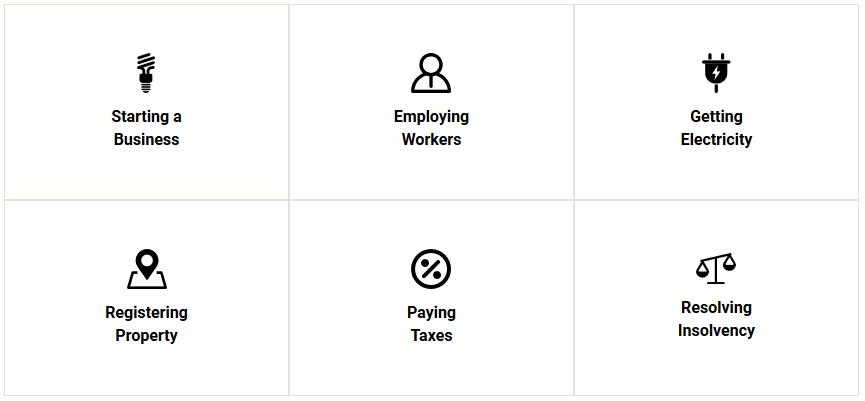 Starting a
Business
Employing
Workers
Getting
Electricity
Registering
Property
Paying
Taxes
Resolving
Insolvency